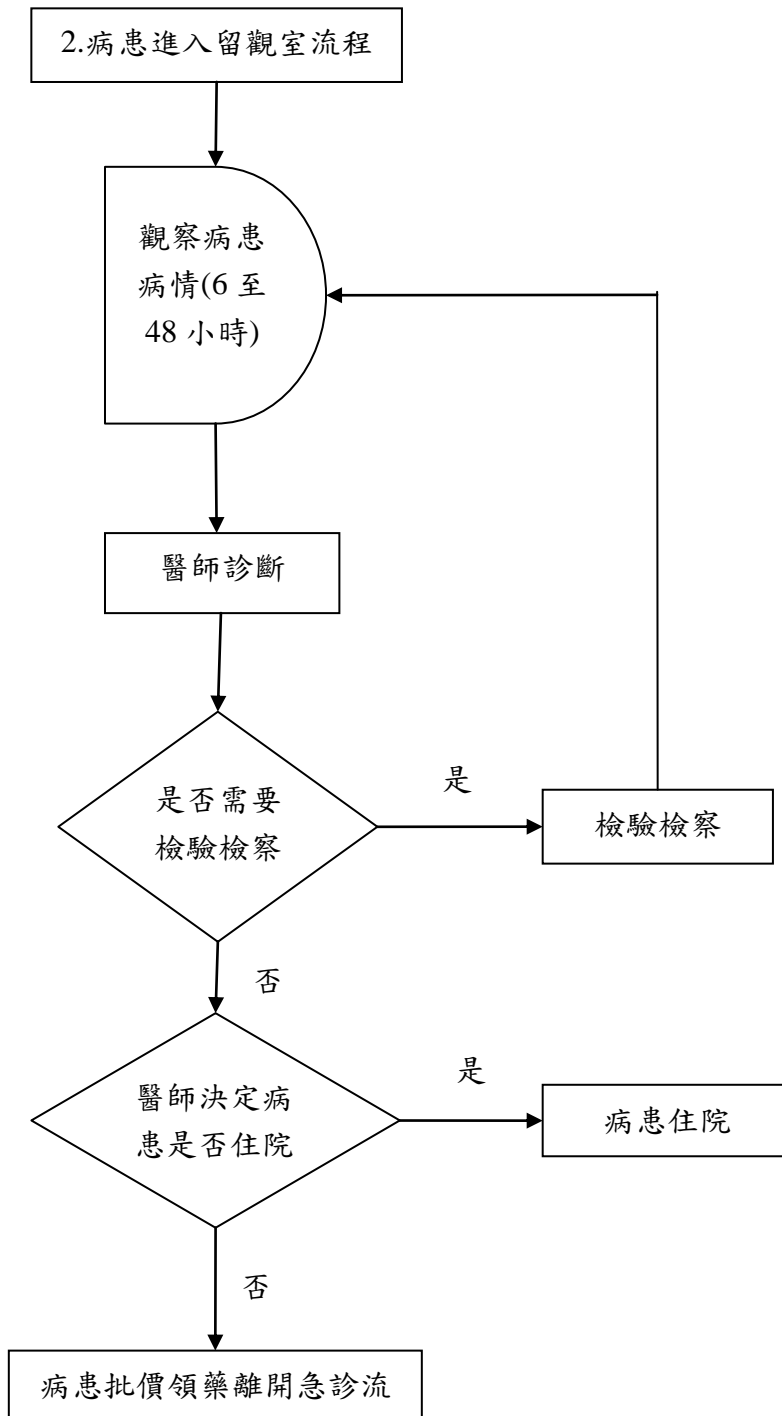 2.病患進入留觀室流程
觀察病患
病情(6 至
48 小時)
醫師診斷
是否需要
檢驗檢察
是
檢驗檢察
否
醫師決定病
患是否住院
是
病患住院
否
病患批價領藥離開急診流